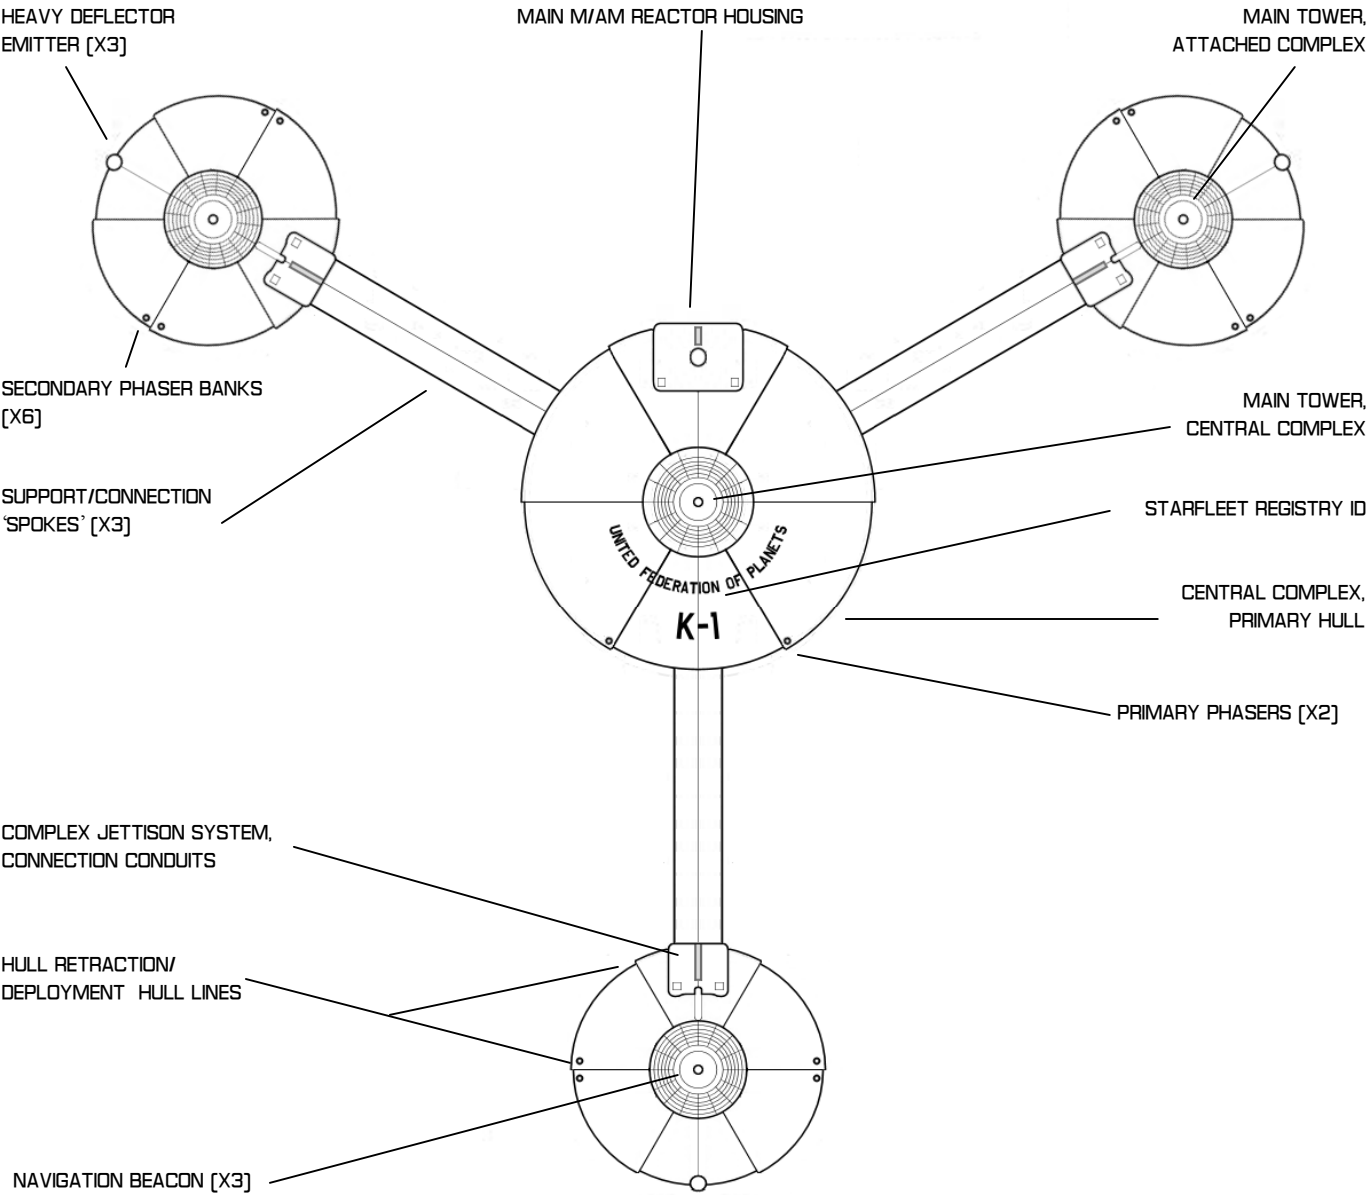 HEAVY DEFLECTOR
EMITTER (X3)
MAIN M/AM REACTOR HOUSING
MAIN TOWER,
ATTACHED COMPLEX
SECONDARY PHASER BANKS
(X6)
MAIN TOWER,
CENTRAL COMPLEX
SUPPORT/CONNECTION
'SPOKES' (X3)
STARFLEET REGISTRY ID
UNITED FEDERATION OF PLANETS
K-1
CENTRAL COMPLEX,
PRIMARY HULL
PRIMARY PHASERS (X2)
COMPLEX JETTISON SYSTEM,
CONNECTION CONDUITS
HULL RETRACTION/
DEPLOYMENT HULL LINES
NAVIGATION BEACON (X3)